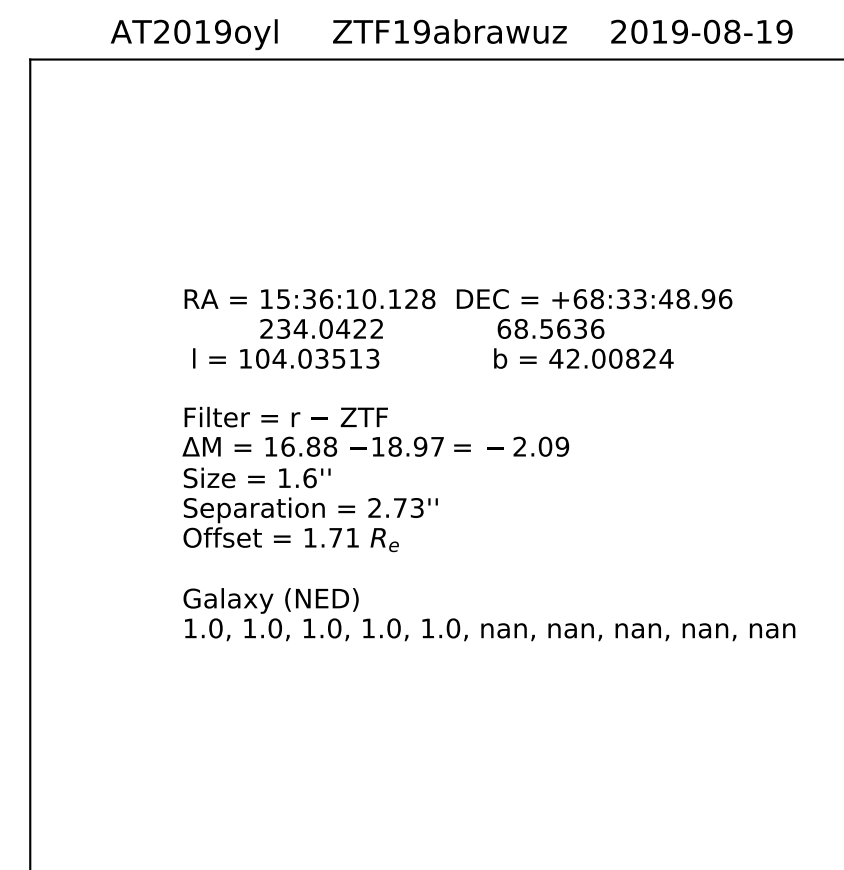 AT2019oyl ZTF19abrawuz 2019-08-19
RA = 15:36:10.128 DEC = +68:33:48.96
234.0422 68.5636
l = 104.03513 b = 42.00824
Filter = r − ZTF
ΔM = 16.88 −18.97 = − 2.09
Size = 1.6''
Separation = 2.73''
Offset = 1.71 Rₑ
Galaxy (NED)
1.0, 1.0, 1.0, 1.0, 1.0, nan, nan, nan, nan, nan